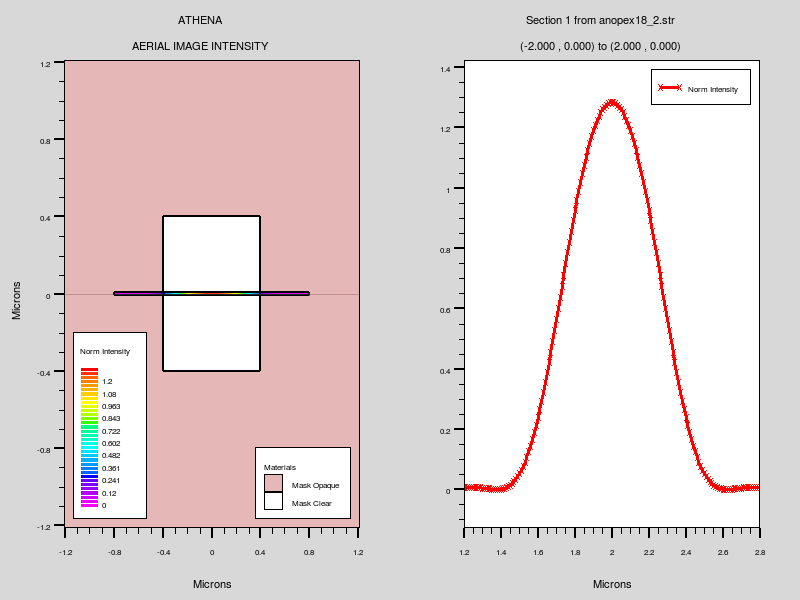 ATHENA
AERIAL IMAGE INTENSITY
1.2
0.8
0.4
0
-0.4
-0.8
-1.2
Microns
Norm Intensity
1.2
1.08
0.963
0.843
0.722
0.602
0.482
0.361
0.241
0.12
0
Materials
Mask Opaque
Mask Clear
-1.2 -0.8 -0.4 0 0.4 0.8 1.2
Microns
Section 1 from anopex18_2.str
(-2.000 , 0.000) to (2.000 , 0.000)
Norm Intensity
1.4
1.2
1
0.8
0.6
0.4
0.2
0
1.2 1.4 1.6 1.8 2 2.2 2.4 2.6 2.8
Microns